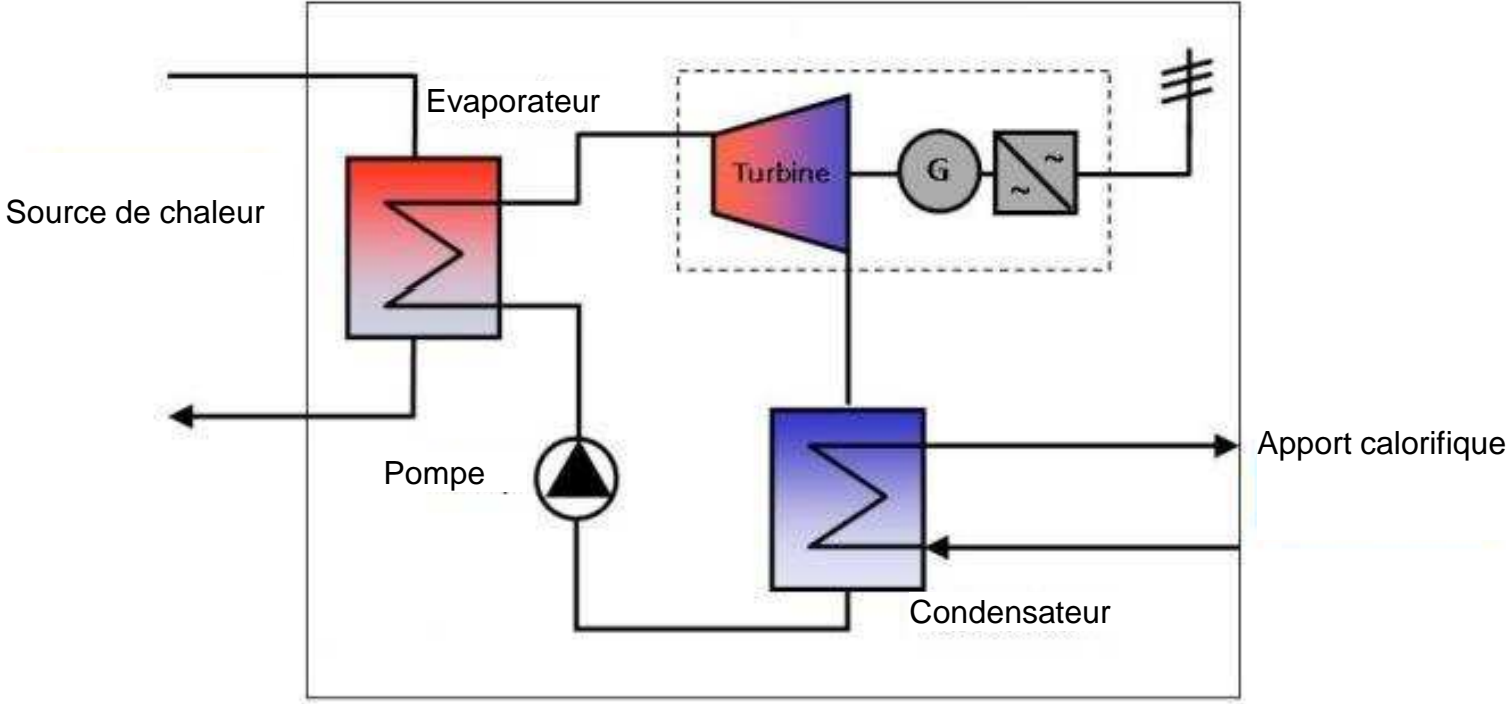 Evaporateur
Source de chaleur
Turbine
G
~
~
Pompe
Apport calorifique
Condensateur